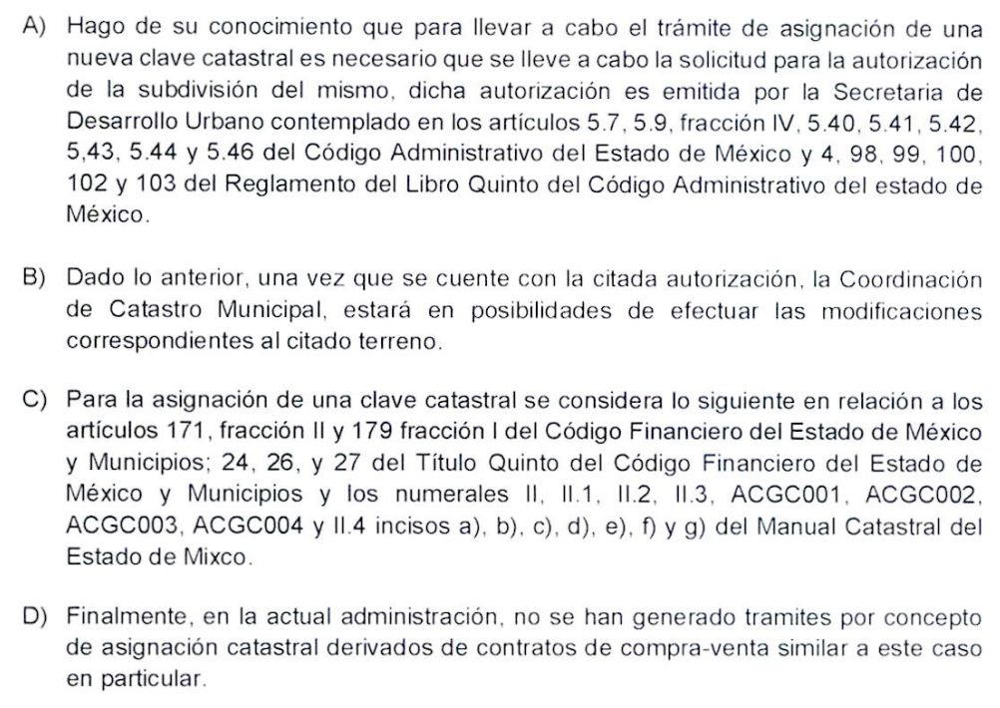 A) Hago de su conocimiento que para llevar a cabo el trámite de asignación de una
nueva clave catastral es necesario que se lleve a cabo la solicitud para la autorización
de la subdivisión del mismo, dicha autorización es emitida por la Secretaria de
Desarrollo Urbano contemplado en los artículos 5.7, 5.9, fracción IV, 5.40, 5.41, 5.42,
5,43, 5.44 y 5.46 del Código Administrativo del Estado de México y 4, 98, 99, 100,
102 y 103 del Reglamento del Libro Quinto del Código Administrativo del estado de
México.
B) Dado lo anterior, una vez que se cuente con la citada autorización, la Coordinación
de Catastro Municipal, estará en posibilidades de efectuar las modificaciones
correspondientes al citado terreno.
C) Para la asignación de una clave catastral se considera lo siguiente en relación a los
artículos 171, fracción II y 179 fracción I del Código Financiero del Estado de México
y Municipios; 24, 26, y 27 del Título Quinto del Código Financiero del Estado de
México y Municipios y los numerales II, II.1, II.2, II.3, ACGC001, ACGC002,
ACGC003, ACGC004 y II.4 incisos a), b), c), d), e), f) y g) del Manual Catastral del
Estado de Mixco.
D) Finalmente, en la actual administración, no se han generado tramites por concepto
de asignación catastral derivados de contratos de compra-venta similar a este caso
en particular.